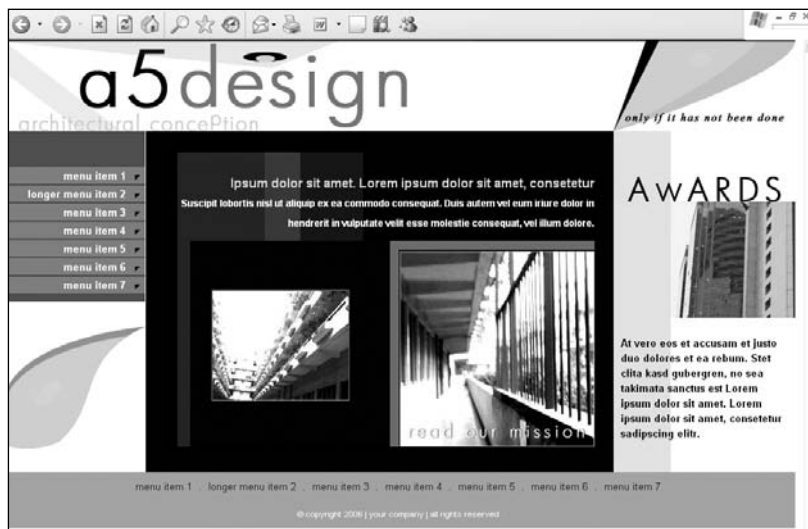 a5design
architectural concePtion
only if it has not been done
menu item 1
longer menu item 2
menu item 3
menu item 4
menu item 5
menu item 6
menu item 7
Ipsum dolor sit amet. Lorem ipsum dolor sit amet, consetetur
Suscipit lobortis nisl ut aliquip ex ea commodo consequat. Duis autem vel eum iriure dolor in
hendrerit in vulputate velit esse molestie consequat, vel illum dolore.
read our mission
AwARDS
At vero eos et accusam et justo
duo dolores et ea rebum. Stet
clita kasd gubergren, no sea
takimata sanctus est Lorem
ipsum dolor sit amet. Lorem
ipsum dolor sit amet, consetetur
sadipscing elitr.
menu item 1 . longer menu item 2 . menu item 3 . menu item 4 . menu item 5 . menu item 6 . menu item 7
© copyright 2006 | your company | all rights reserved